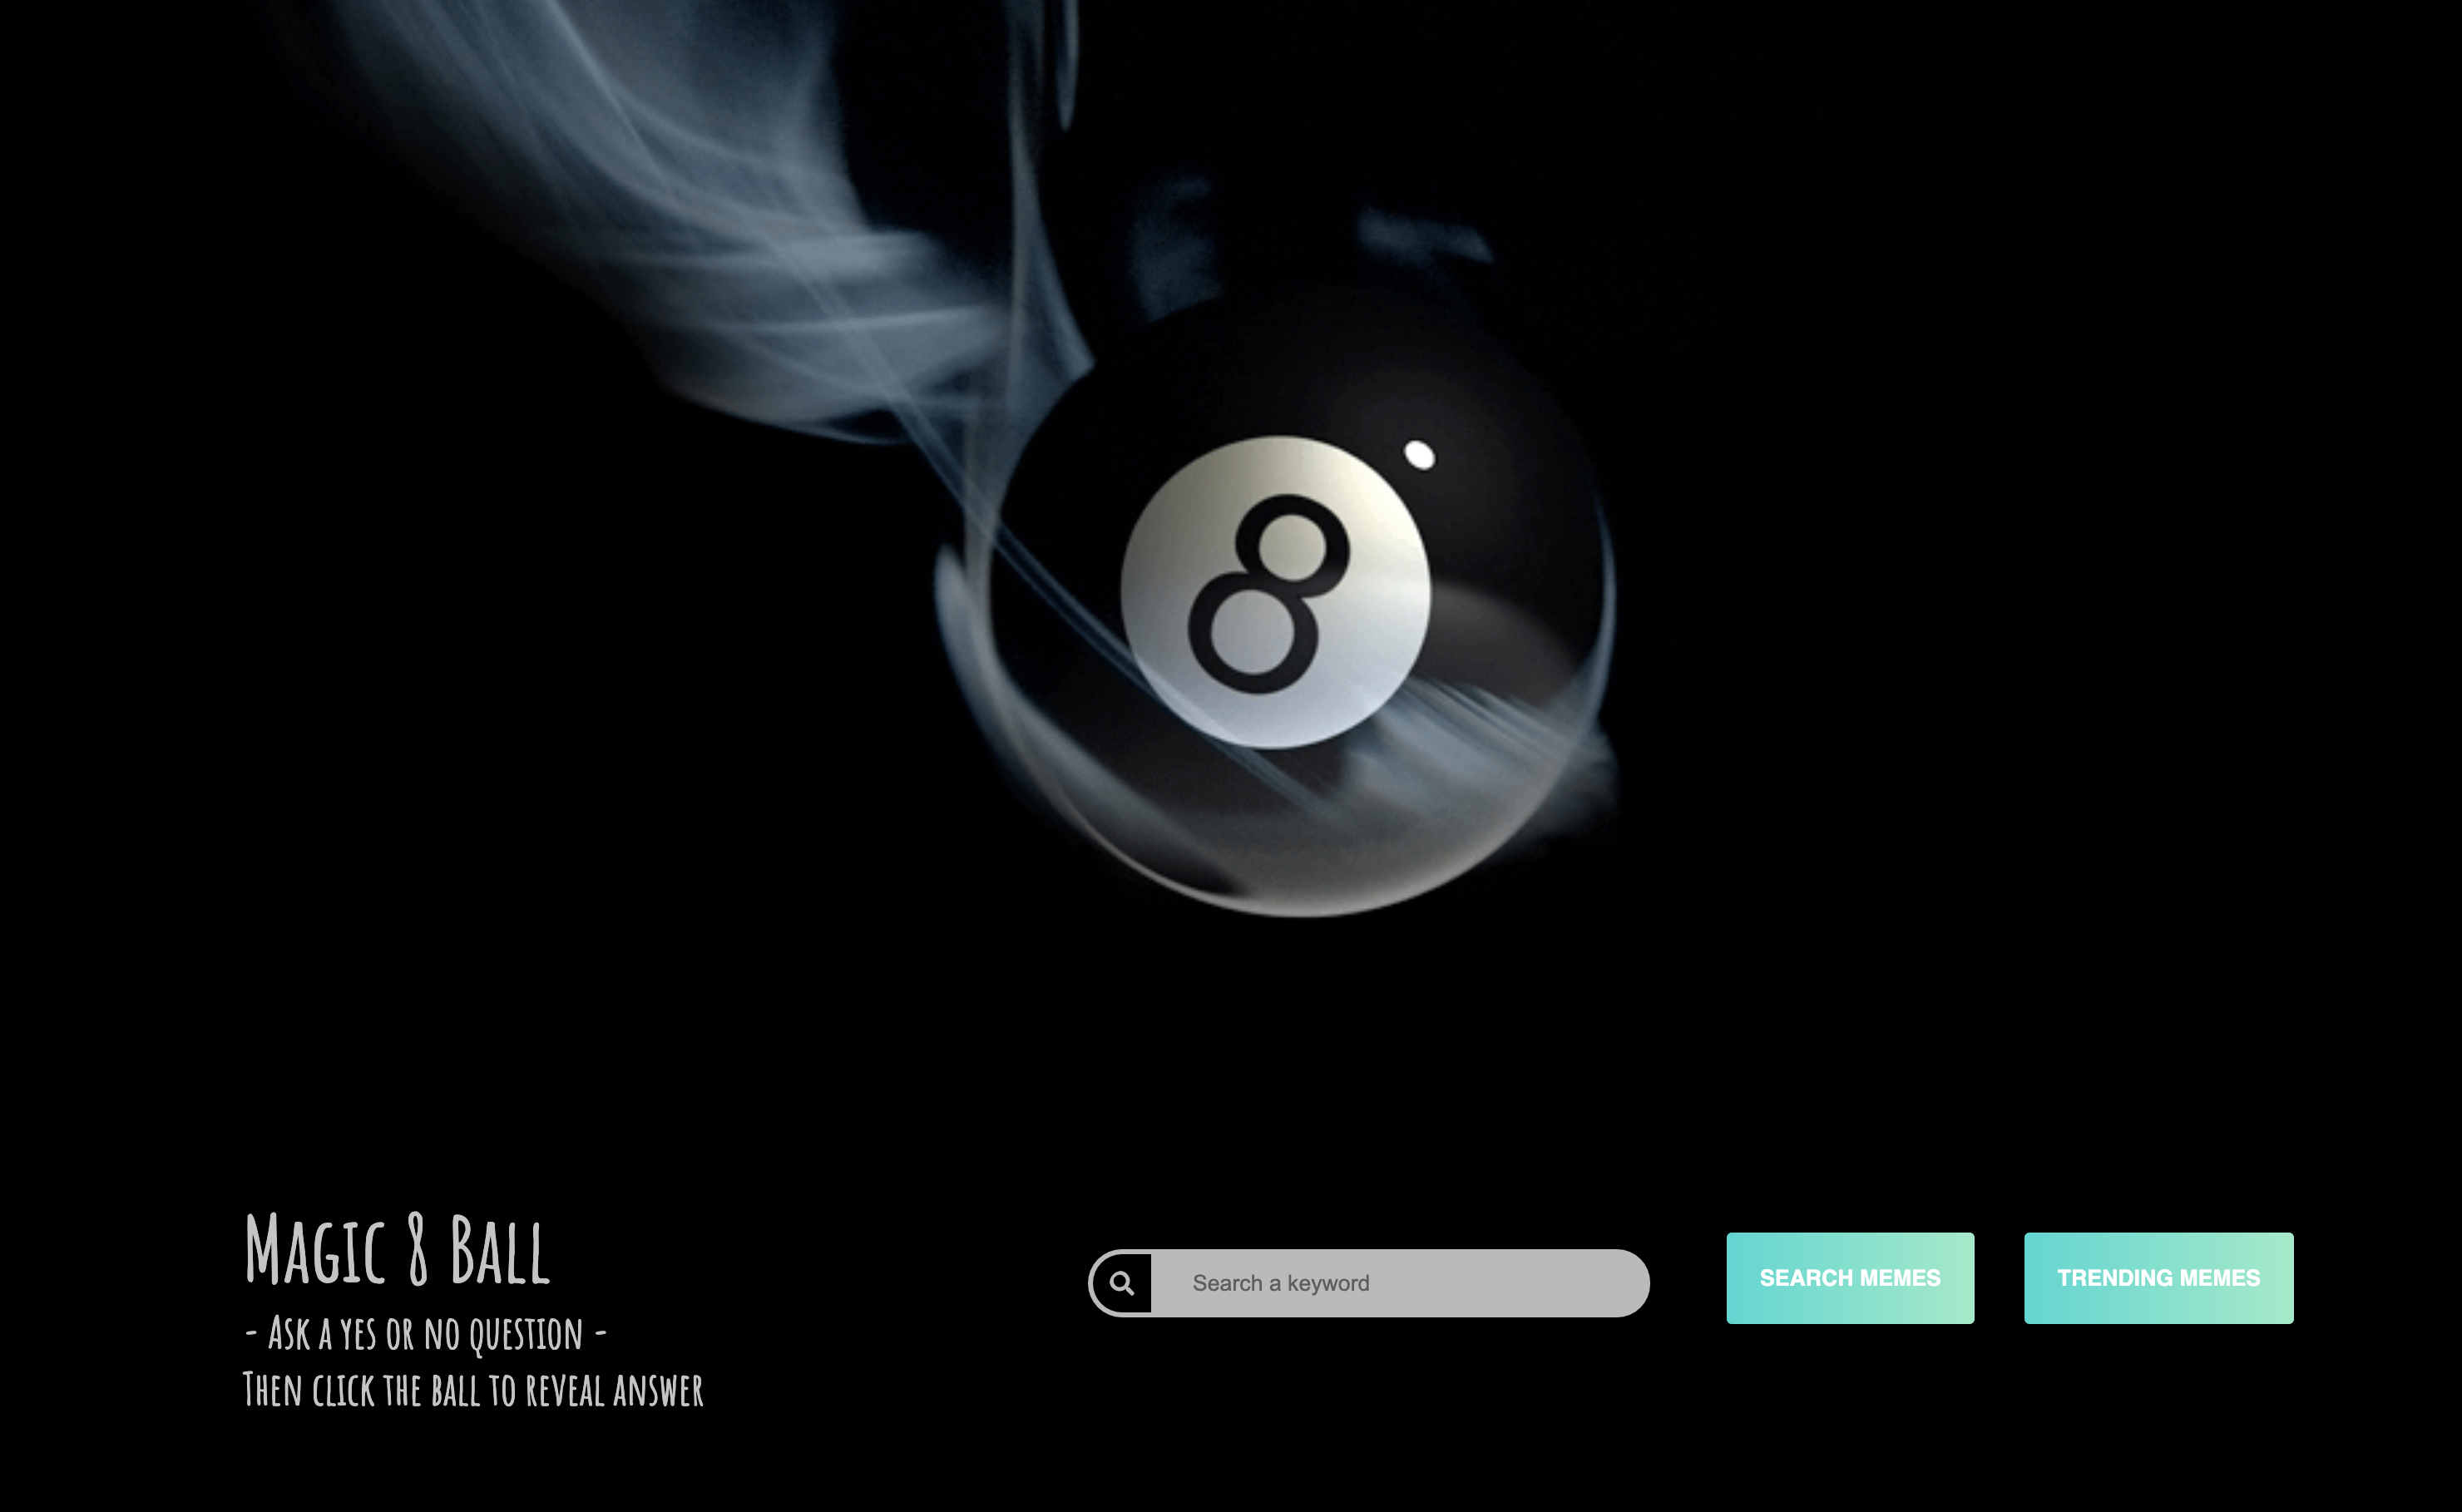 8
Magic 8 Ball
- Ask a yes or no question -
Then click the ball to reveal answer
Search a keyword
SEARCH MEMES
TRENDING MEMES